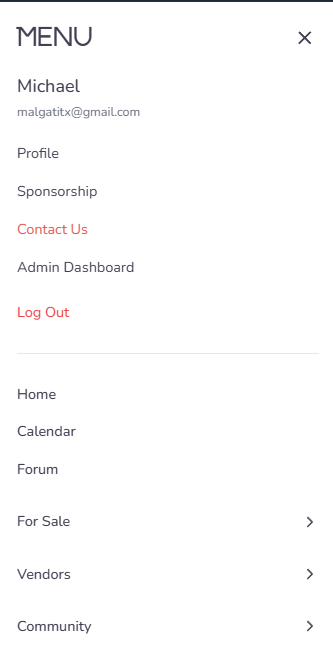 MENU
Michael
malgatitx@gmail.com
Profile
Sponsorship
Contact Us
Admin Dashboard
Log Out
Home
Calendar
Forum
For Sale
Vendors
Community